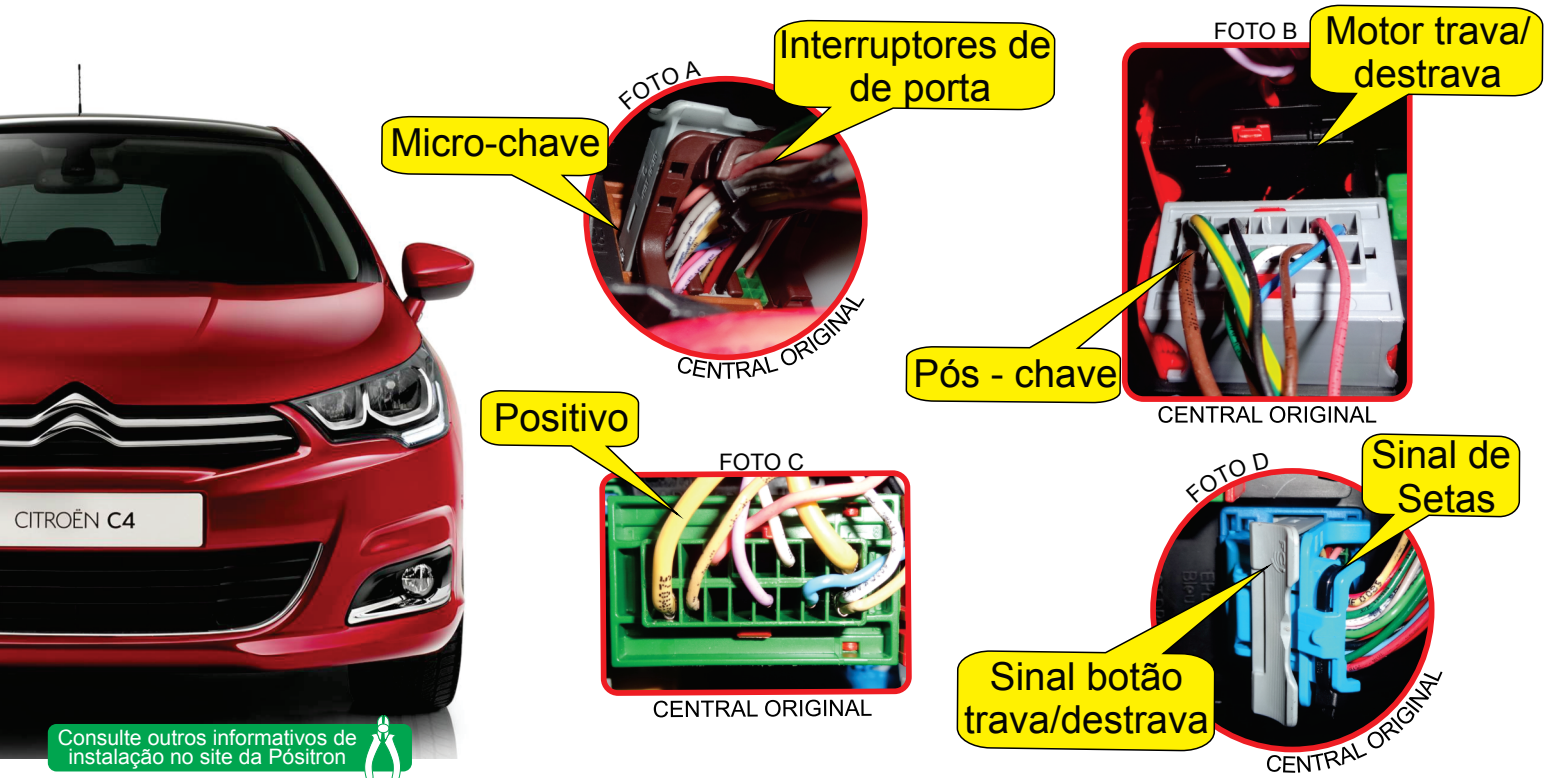 FOTO A
Interruptores de
de porta
Micro-chave
CENTRAL ORIGINAL
FOTO B
Motor trava/
destrava
Pós - chave
CENTRAL ORIGINAL
Positivo
FOTO C
CENTRAL ORIGINAL
FOTO D
Sinal de
Setas
Sinal botão
trava/destrava
CENTRAL ORIGINAL
CITROËN C4
Consulte outros informativos de
instalação no site da Pósitron